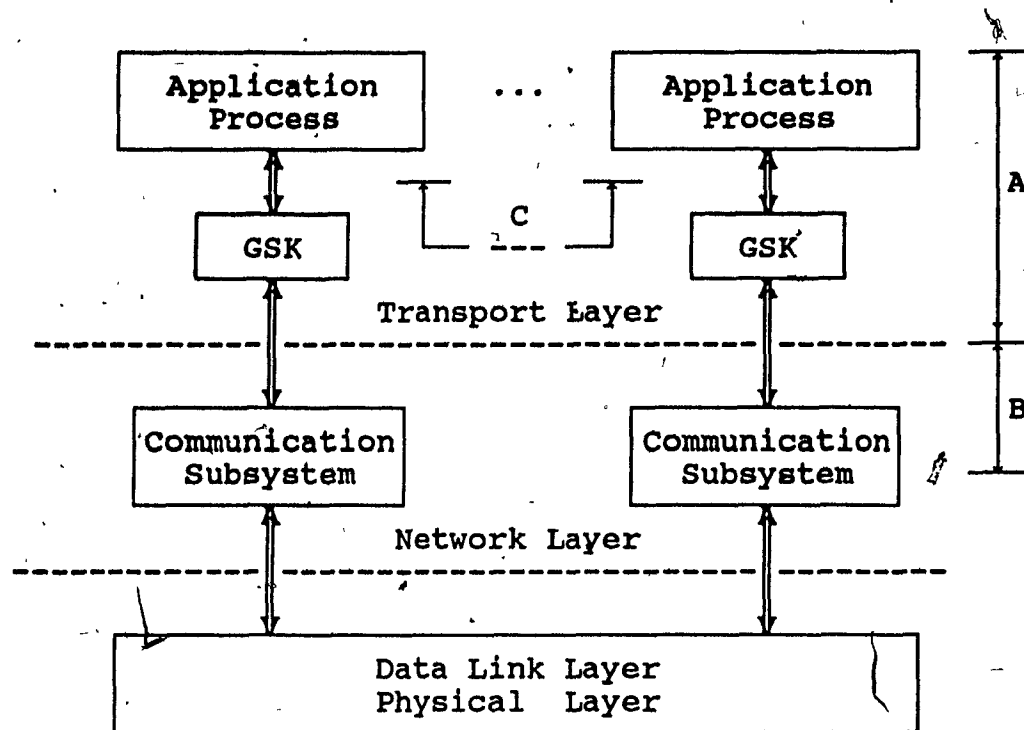 Application
Process
...
Application
Process
A
C
GSK
GSK
Transport Layer
B
Communication
Subsystem
Communication
Subsystem
Network Layer
Data Link Layer
Physical Layer